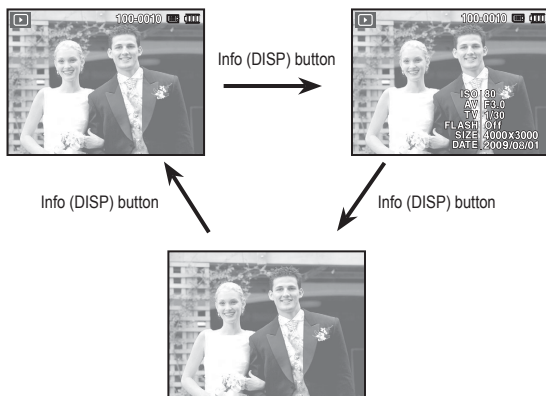 100-0010
100-0010
Info (DISP) button
ISO 80
AV F3.0
TV 1/30
FLASH Off
SIZE 4000x3000
DATE 2009/08/01
Info (DISP) button
Info (DISP) button